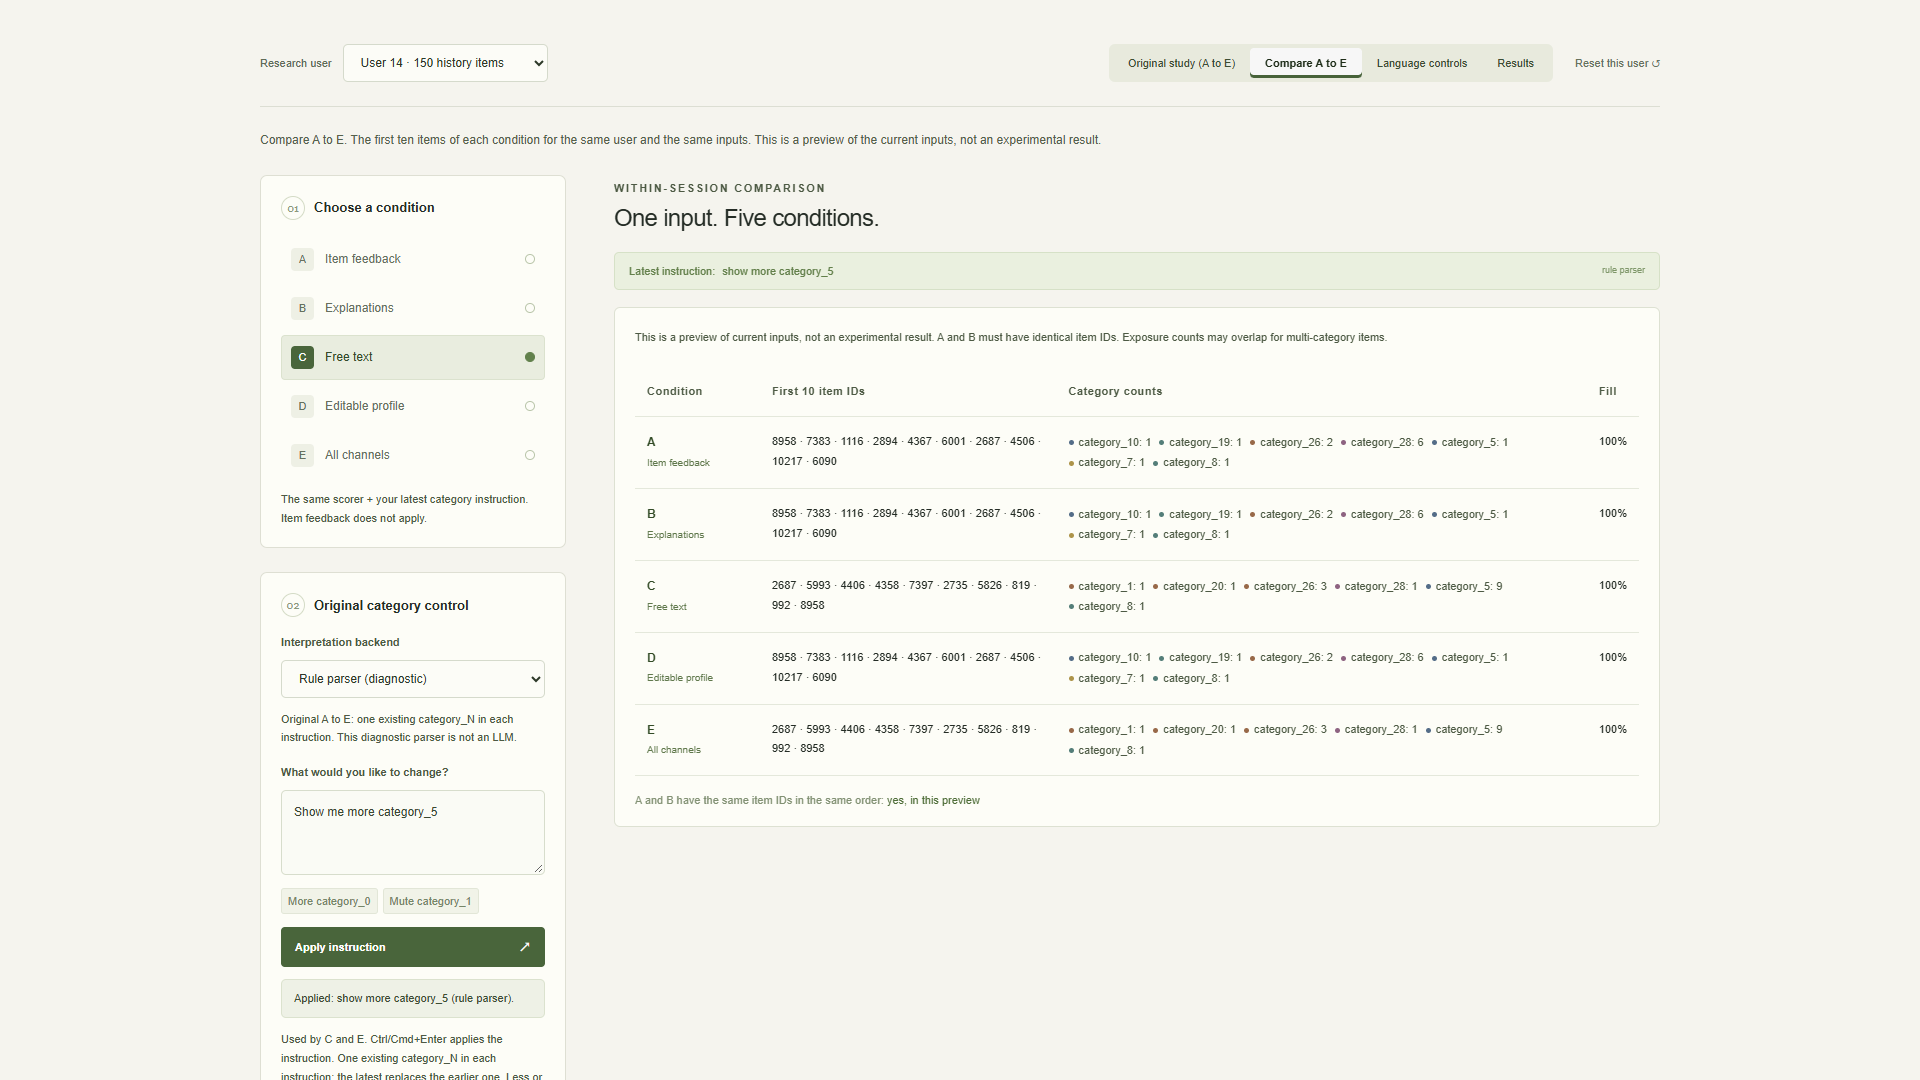 Research user
User 14 · 150 history items
Original study (A to E)
Compare A to E
Language controls
Results
Reset this user ↺
Compare A to E. The first ten items of each condition for the same user and the same inputs. This is a preview of the current inputs, not an experimental result.
01
Choose a condition
A
Item feedback
B
Explanations
C
Free text
D
Editable profile
E
All channels
The same scorer + your latest category instruction.
Item feedback does not apply.
02
Original category control
Interpretation backend
Rule parser (diagnostic)
Original A to E: one existing category_N in each
instruction. This diagnostic parser is not an LLM.
What would you like to change?
Show me more category_5
More category_0
Mute category_1
Apply instruction ↗
Applied: show more category_5 (rule parser).
Used by C and E. Ctrl/Cmd+Enter applies the
instruction. One existing category_N in each
instruction: the latest replaces the earlier one. Less or
WITHIN-SESSION COMPARISON
One input. Five conditions.
Latest instruction: show more category_5
rule parser
This is a preview of current inputs, not an experimental result. A and B must have identical item IDs. Exposure counts may overlap for multi-category items.
Condition First 10 item IDs Category counts Fill
A
Item feedback
8958 · 7383 · 1116 · 2894 · 4367 · 6001 · 2687 · 4506 ·
10217 · 6090
category_10: 1 category_19: 1 category_26: 2 category_28: 6 category_5: 1
category_7: 1 category_8: 1
100%
B
Explanations
8958 · 7383 · 1116 · 2894 · 4367 · 6001 · 2687 · 4506 ·
10217 · 6090
category_10: 1 category_19: 1 category_26: 2 category_28: 6 category_5: 1
category_7: 1 category_8: 1
100%
C
Free text
2687 · 5993 · 4406 · 4358 · 7397 · 2735 · 5826 · 819 ·
992 · 8958
category_1: 1 category_20: 1 category_26: 3 category_28: 1 category_5: 9
category_8: 1
100%
D
Editable profile
8958 · 7383 · 1116 · 2894 · 4367 · 6001 · 2687 · 4506 ·
10217 · 6090
category_10: 1 category_19: 1 category_26: 2 category_28: 6 category_5: 1
category_7: 1 category_8: 1
100%
E
All channels
2687 · 5993 · 4406 · 4358 · 7397 · 2735 · 5826 · 819 ·
992 · 8958
category_1: 1 category_20: 1 category_26: 3 category_28: 1 category_5: 9
category_8: 1
100%
A and B have the same item IDs in the same order: yes, in this preview